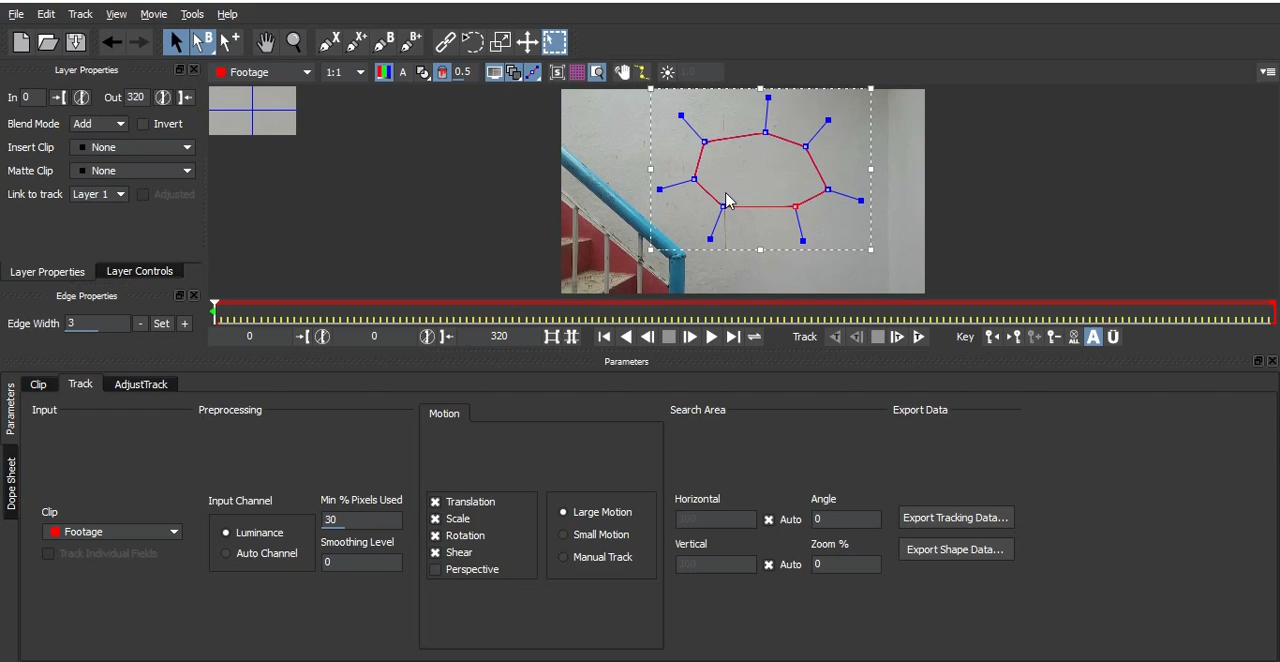 File Edit Track View Movie Tools Help
Layer Properties
Footage 1:1 A 0.5 1.0
In 0 Out 320
Blend Mode Add Invert
Insert Clip None
Matte Clip None
Link to track Layer 1 Adjusted
Layer Properties Layer Controls
Edge Properties
Edge Width 3 - Set +
0 0 320 Track Key ALL A Ü
Parameters
Parameters
Dope Sheet
Clip Track AdjustTrack
Input Preprocessing Motion Search Area Export Data
Clip
Footage
Track Individual Fields
Input Channel
Luminance
Auto Channel
Min % Pixels Used
30
Smoothing Level
0
Translation
Scale
Rotation
Shear
Perspective
Large Motion
Small Motion
Manual Track
Horizontal
100 Auto
Vertical
100 Auto
Angle
0
Zoom %
0
Export Tracking Data...
Export Shape Data...